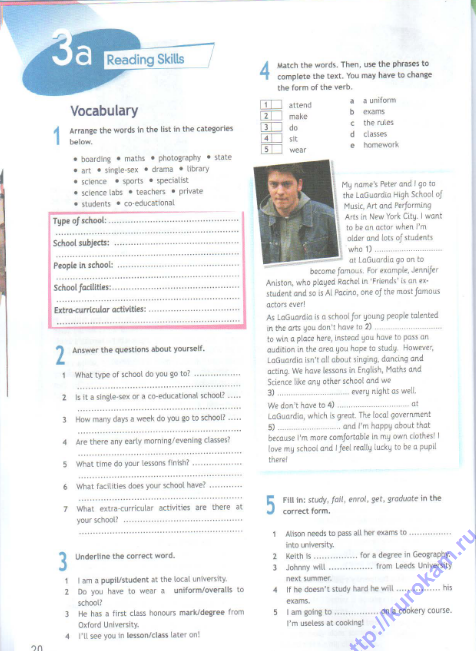 3a Reading Skills
Vocabulary
1 Arrange the words in the list in the categories
below.
• boarding • maths • photography • state
• art • single-sex • drama • library
• science • sports • specialist
• science labs • teachers • private
• students • co-educational
Type of school:
School subjects:
People in school:
School facilities:
Extra-curricular activities:
2 Answer the questions about yourself.
1 What type of school do you go to?
2 Is it a single-sex or a co-educational school?
3 How many days a week do you go to school?
4 Are there any early morning/evening classes?
5 What time do your lessons finish?
6 What facilities does your school have?
7 What extra-curricular activities are there at
your school?
3 Underline the correct word.
1 I am a pupil/student at the local university.
2 Do you have to wear a uniform/overalls to
school?
3 He has a first class honours mark/degree from
Oxford University.
4 I'll see you in lesson/class later on!
20
4 Match the words. Then, use the phrases to
complete the text. You may have to change
the form of the verb.
1 attend a a uniform
2 make b exams
3 do c the rules
4 sit d classes
5 wear e homework
My name's Peter and I go to
the LaGuardia High School of
Music, Art and Performing
Arts in New York City. I want
to be an actor when I'm
older and lots of students
who 1)
at LaGuardia go on to
become famous. For example, Jennifer
Aniston, who played Rachel in 'Friends' is an ex-
student and so is Al Pacino, one of the most famous
actors ever!
As LaGuardia is a school for young people talented
in the arts you don't have to 2)
to win a place here, instead you have to pass an
audition in the area you hope to study. However,
LaGuardia isn't all about singing, dancing and
acting. We have lessons in English, Maths and
Science like any other school and we
3) every night as well.
We don't have to 4) at
LaGuardia, which is great. The local government
5) and I'm happy about that
because I'm more comfortable in my own clothes! I
love my school and I feel really lucky to be a pupil
there!
5 Fill in: study, fail, enrol, get, graduate in the
correct form.
1 Alison needs to pass all her exams to
into university.
2 Keith is for a degree in Geography.
3 Johnny will from Leeds University
next summer.
4 If he doesn't study hard he will his
exams.
5 I am going to on a cookery course.
I'm useless at cooking!
http://kurokam.ru